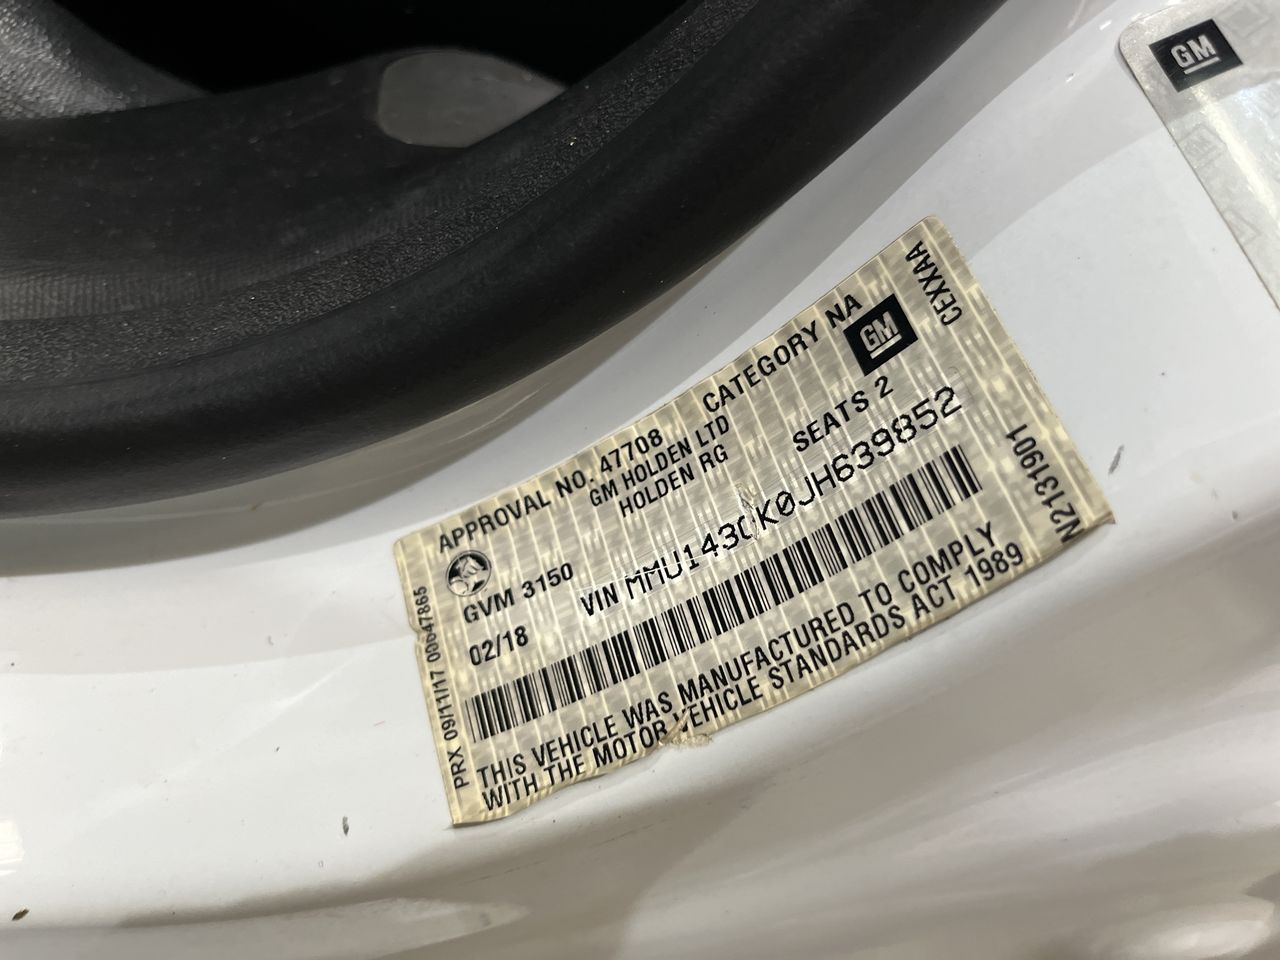 GM
APPROVAL NO. 47708 CATEGORY NA
GM HOLDEN LTD
HOLDEN RG
GM
CEXXAA
GVM 3150
SEATS 2
02/18
VIN
PRX 09/11/17 00647865
N2131901
THIS VEHICLE WAS MANUFACTURED TO COMPLY
WITH THE MOTOR VEHICLE STANDARDS ACT 1989